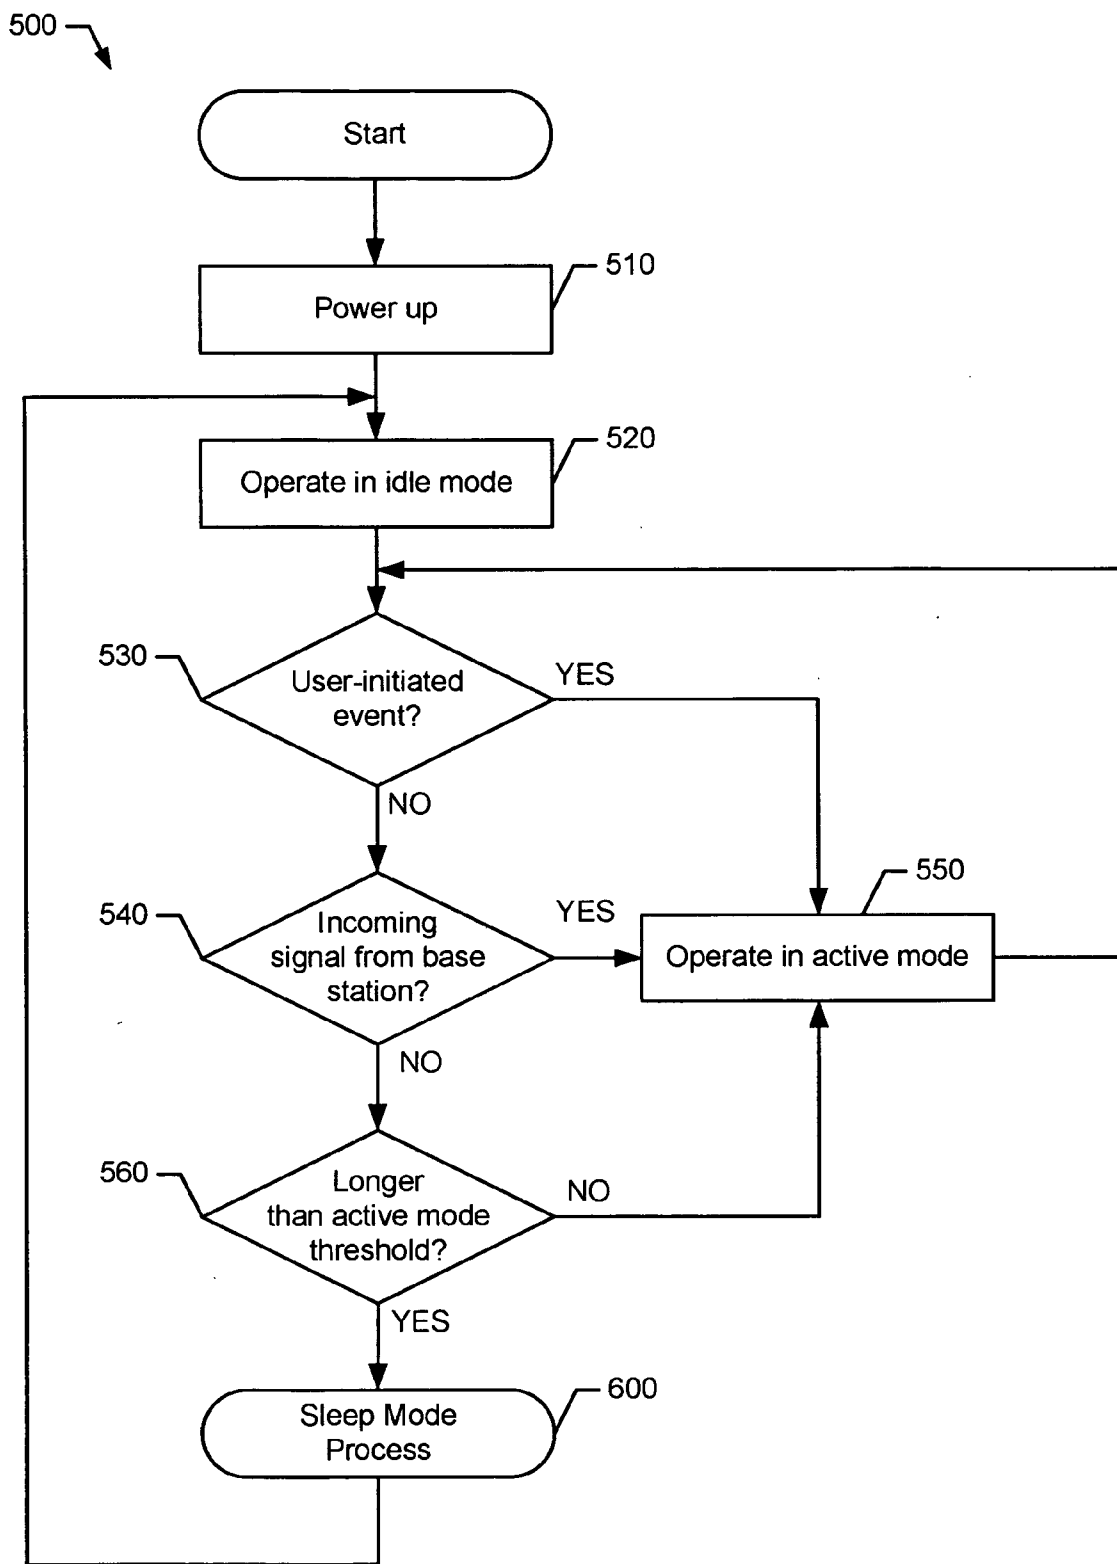 500
Start
510
Power up
520
Operate in idle mode
530
User-initiated
event?
YES
NO
540
Incoming
signal from base
station?
YES
550
Operate in active mode
NO
560
Longer
than active mode
threshold?
NO
YES
600
Sleep Mode
Process